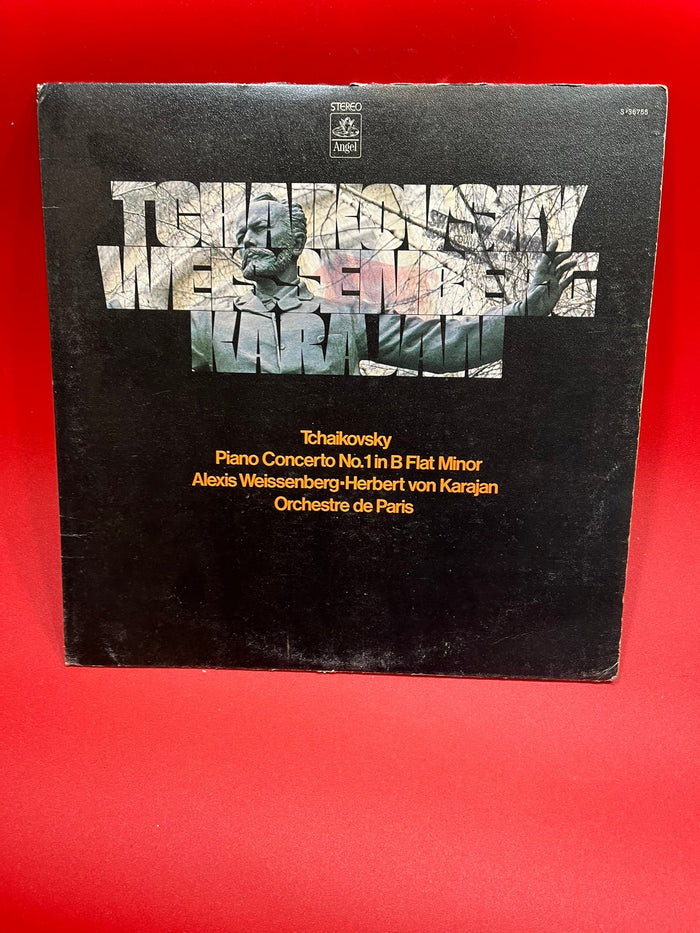 STEREO
S-36755
Angel
TCHAIKOVSKY
WEISSENBERG
KARAJAN
Tchaikovsky
Piano Concerto No.1 in B Flat Minor
Alexis Weissenberg•Herbert von Karajan
Orchestre de Paris